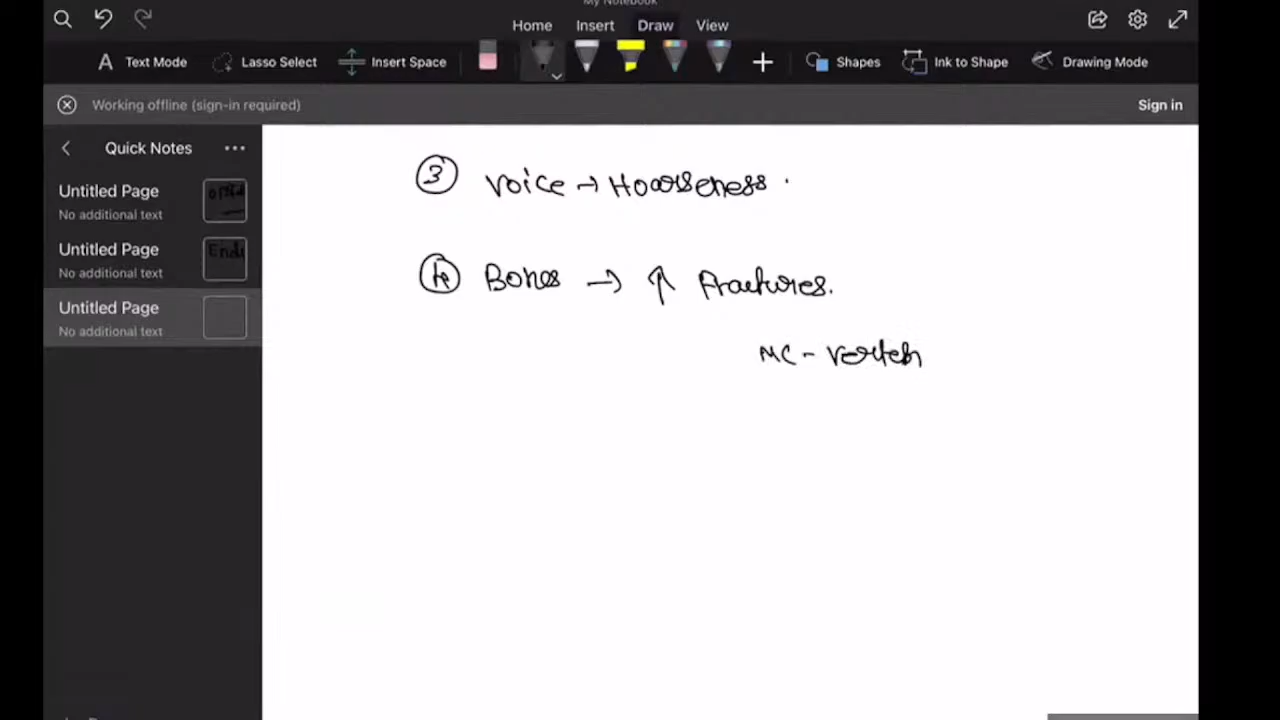 My Notebook
Home Insert Draw View
Text Mode Lasso Select Insert Space Shapes Ink to Shape Drawing Mode
Working offline (sign-in required) Sign in
Quick Notes
Untitled Page
No additional text
Untitled Page
No additional text
Untitled Page
No additional text
③ Voice → Hoarseness .
④ Bones → ↑ Fractures.
MC - Verteb